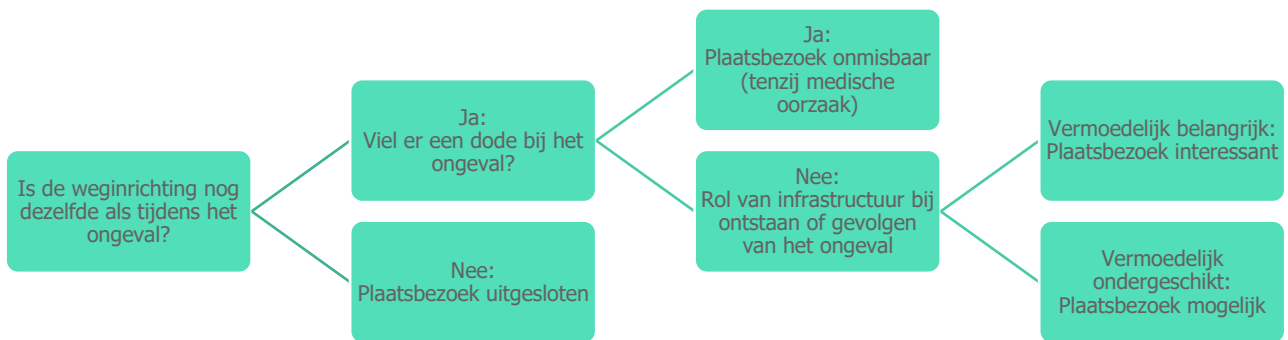 Is de weginrichting nog
dezelfde als tijdens het
ongeval?
Ja:
Viel er een dode bij het
ongeval?
Nee:
Plaatsbezoek uitgesloten
Ja:
Plaatsbezoek onmisbaar
(tenzij medische
oorzaak)
Nee:
Rol van infrastructuur bij
ontstaan of gevolgen
van het ongeval
Vermoedelijk belangrijk:
Plaatsbezoek interessant
Vermoedelijk
ondergeschikt:
Plaatsbezoek mogelijk